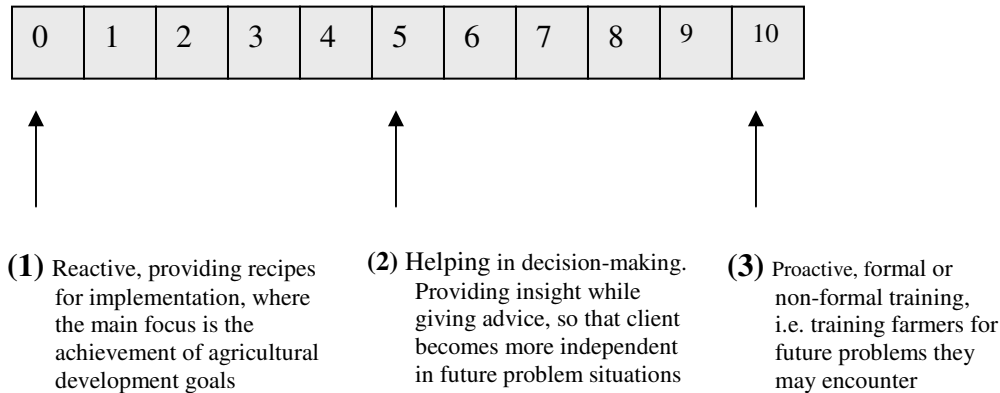 0 1 2 3 4 5 6 7 8 9 10
(1) Reactive, providing recipes
for implementation, where
the main focus is the
achievement of agricultural
development goals
(2) Helping in decision-making.
Providing insight while
giving advice, so that client
becomes more independent
in future problem situations
(3) Proactive, formal or
non-formal training,
i.e. training farmers for
future problems they
may encounter